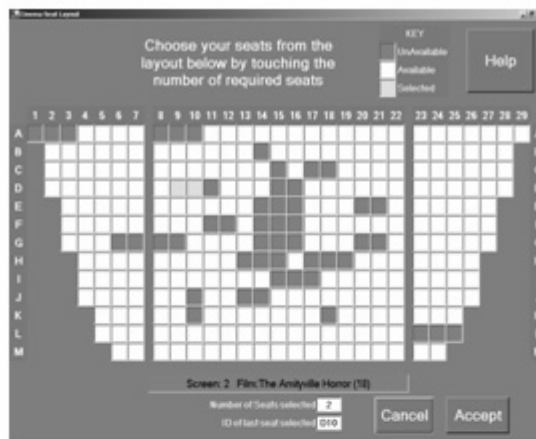 Cinema Seat Layout
Choose your seats from the
layout below by touching the
number of required seats
KEY
UnAvailable
Available
Selected
Help
1 2 3 4 5 6 7 8 9 10 11 12 13 14 15 16 17 18 19 20 21 22 23 24 25 26 27 28 29
A
B
C
D
E
F
G
H
I
J
K
L
M
Screen: 2 Film:The Amityville Horror (18)
Number of Seats selected 2
ID of last seat selected D10
Cancel
Accept